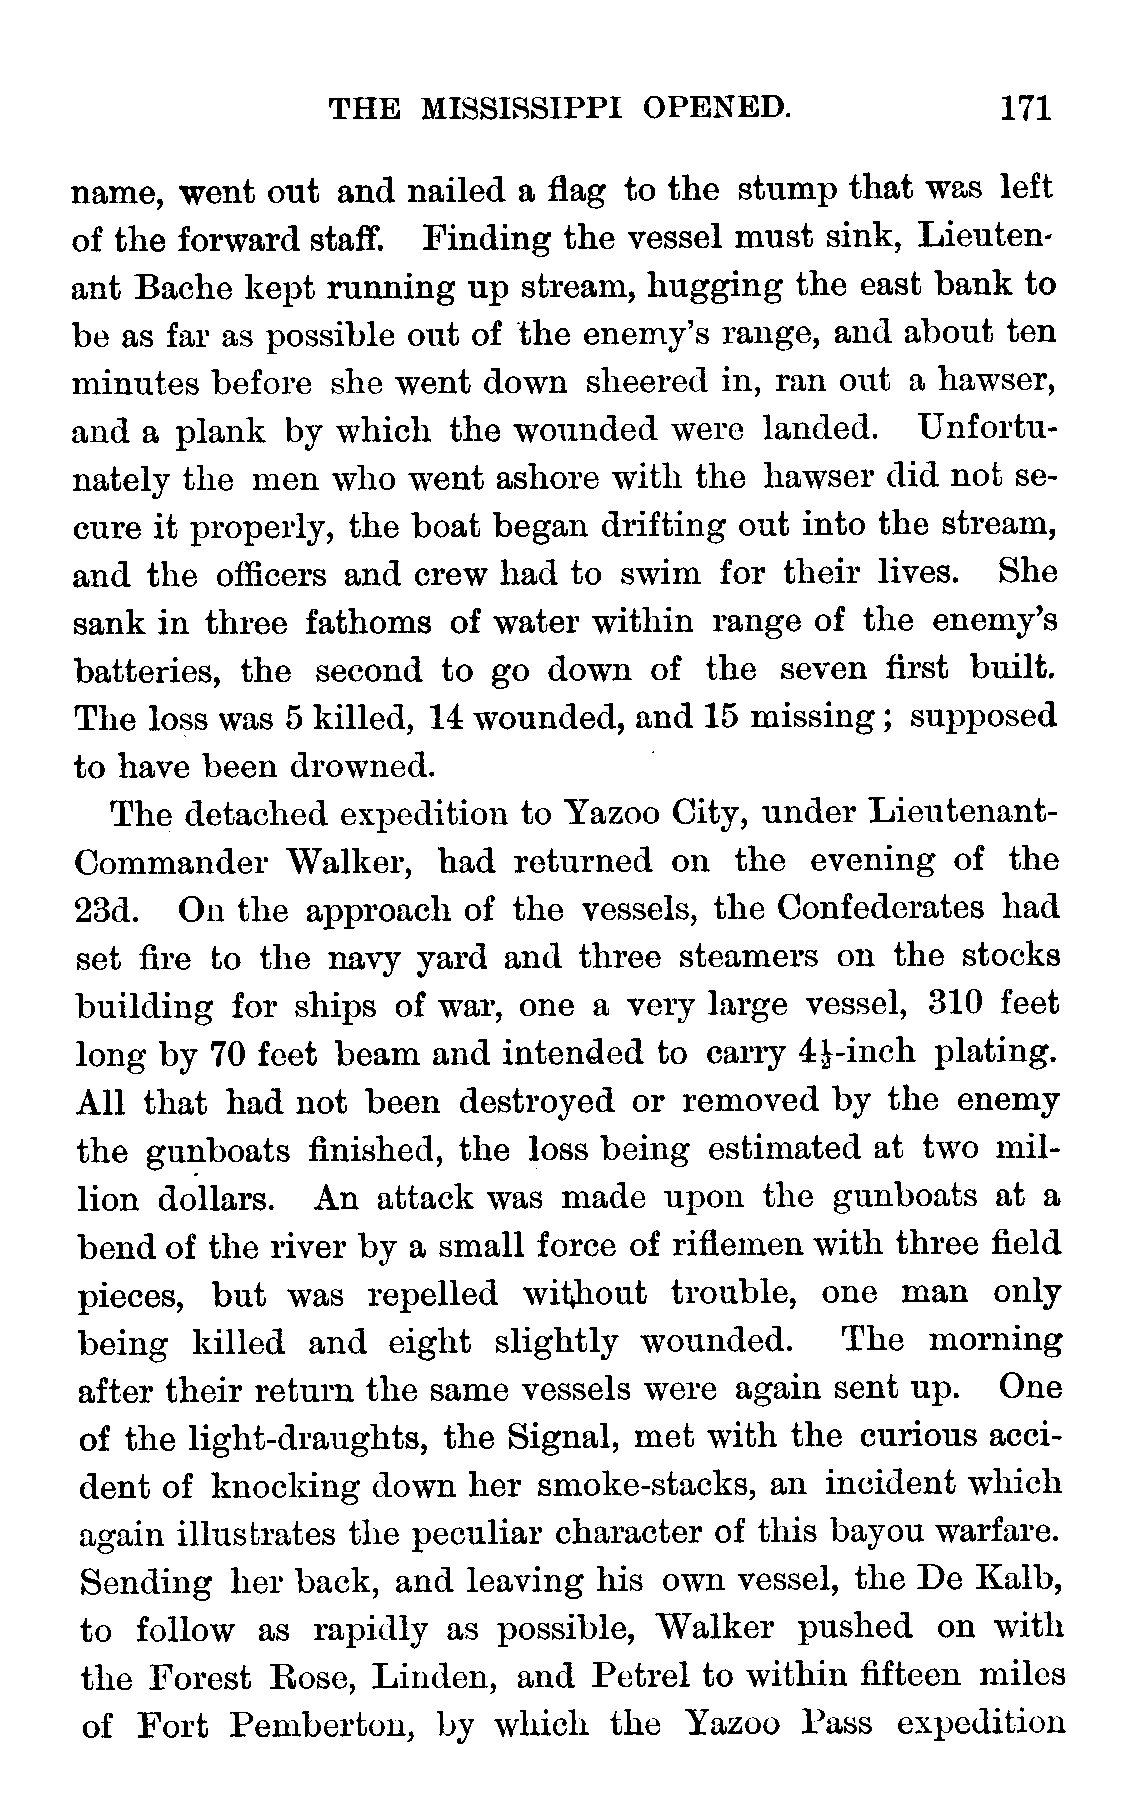 THE MISSISSIPPI OPENED. 171
name, went out and nailed a flag to the stump that was left
of the forward staff. Finding the vessel must sink, Lieuten-
ant Bache kept running up stream, hugging the east bank to
be as far as possible out of the enemy's range, and about ten
minutes before she went down sheered in, ran out a hawser,
and a plank by which the wounded were landed. Unfortu-
nately the men who went ashore with the hawser did not se-
cure it properly, the boat began drifting out into the stream,
and the officers and crew had to swim for their lives. She
sank in three fathoms of water within range of the enemy's
batteries, the second to go down of the seven first built.
The loss was 5 killed, 14 wounded, and 15 missing; supposed
to have been drowned.
The detached expedition to Yazoo City, under Lieutenant-
Commander Walker, had returned on the evening of the
23d. On the approach of the vessels, the Confederates had
set fire to the navy yard and three steamers on the stocks
building for ships of war, one a very large vessel, 310 feet
long by 70 feet beam and intended to carry 4½-inch plating.
All that had not been destroyed or removed by the enemy
the gunboats finished, the loss being estimated at two mil-
lion dollars. An attack was made upon the gunboats at a
bend of the river by a small force of riflemen with three field
pieces, but was repelled without trouble, one man only
being killed and eight slightly wounded. The morning
after their return the same vessels were again sent up. One
of the light-draughts, the Signal, met with the curious acci-
dent of knocking down her smoke-stacks, an incident which
again illustrates the peculiar character of this bayou warfare.
Sending her back, and leaving his own vessel, the De Kalb,
to follow as rapidly as possible, Walker pushed on with
the Forest Rose, Linden, and Petrel to within fifteen miles
of Fort Pemberton, by which the Yazoo Pass expedition